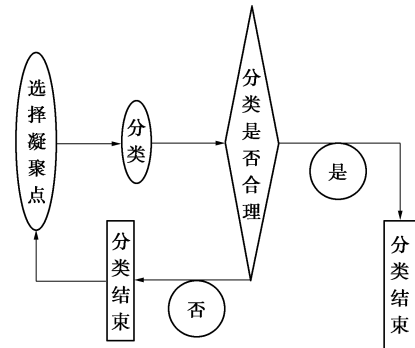 选择凝聚点
分类
分类是否合理
是
分类结束
否
分类结束